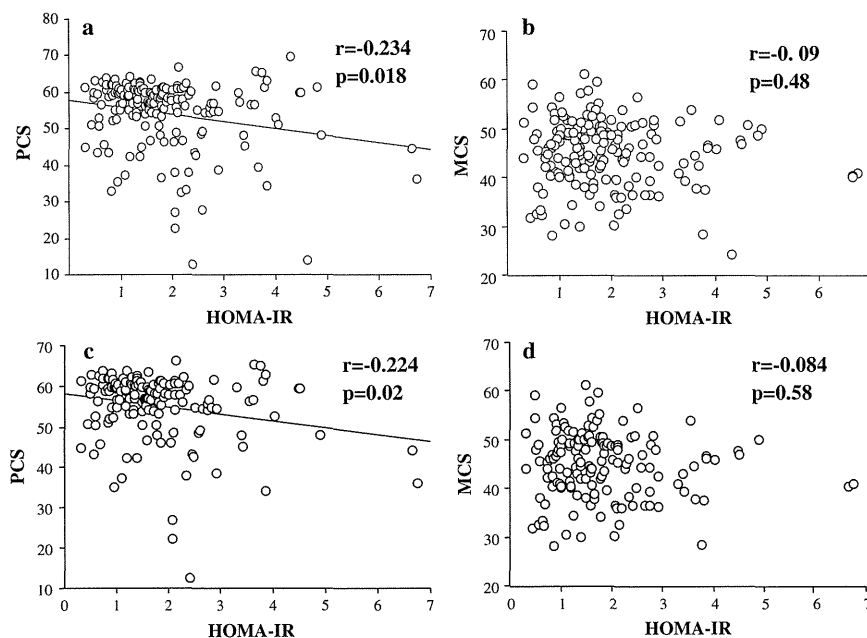 a
r=-0.234
p=0.018
PCS
80
70
60
50
40
30
20
10
1 2 3 4 5 6 7
HOMA-IR
b
r=-0. 09
p=0.48
MCS
70
60
50
40
30
20
1 2 3 4 5 6
HOMA-IR
c
r=-0.224
p=0.02
PCS
70
60
50
40
30
20
10
0 1 2 3 4 5 6 7
HOMA-IR
d
r=-0.084
p=0.58
MCS
70
60
50
40
30
20
0 1 2 3 4 5 6 7
HOMA-IR